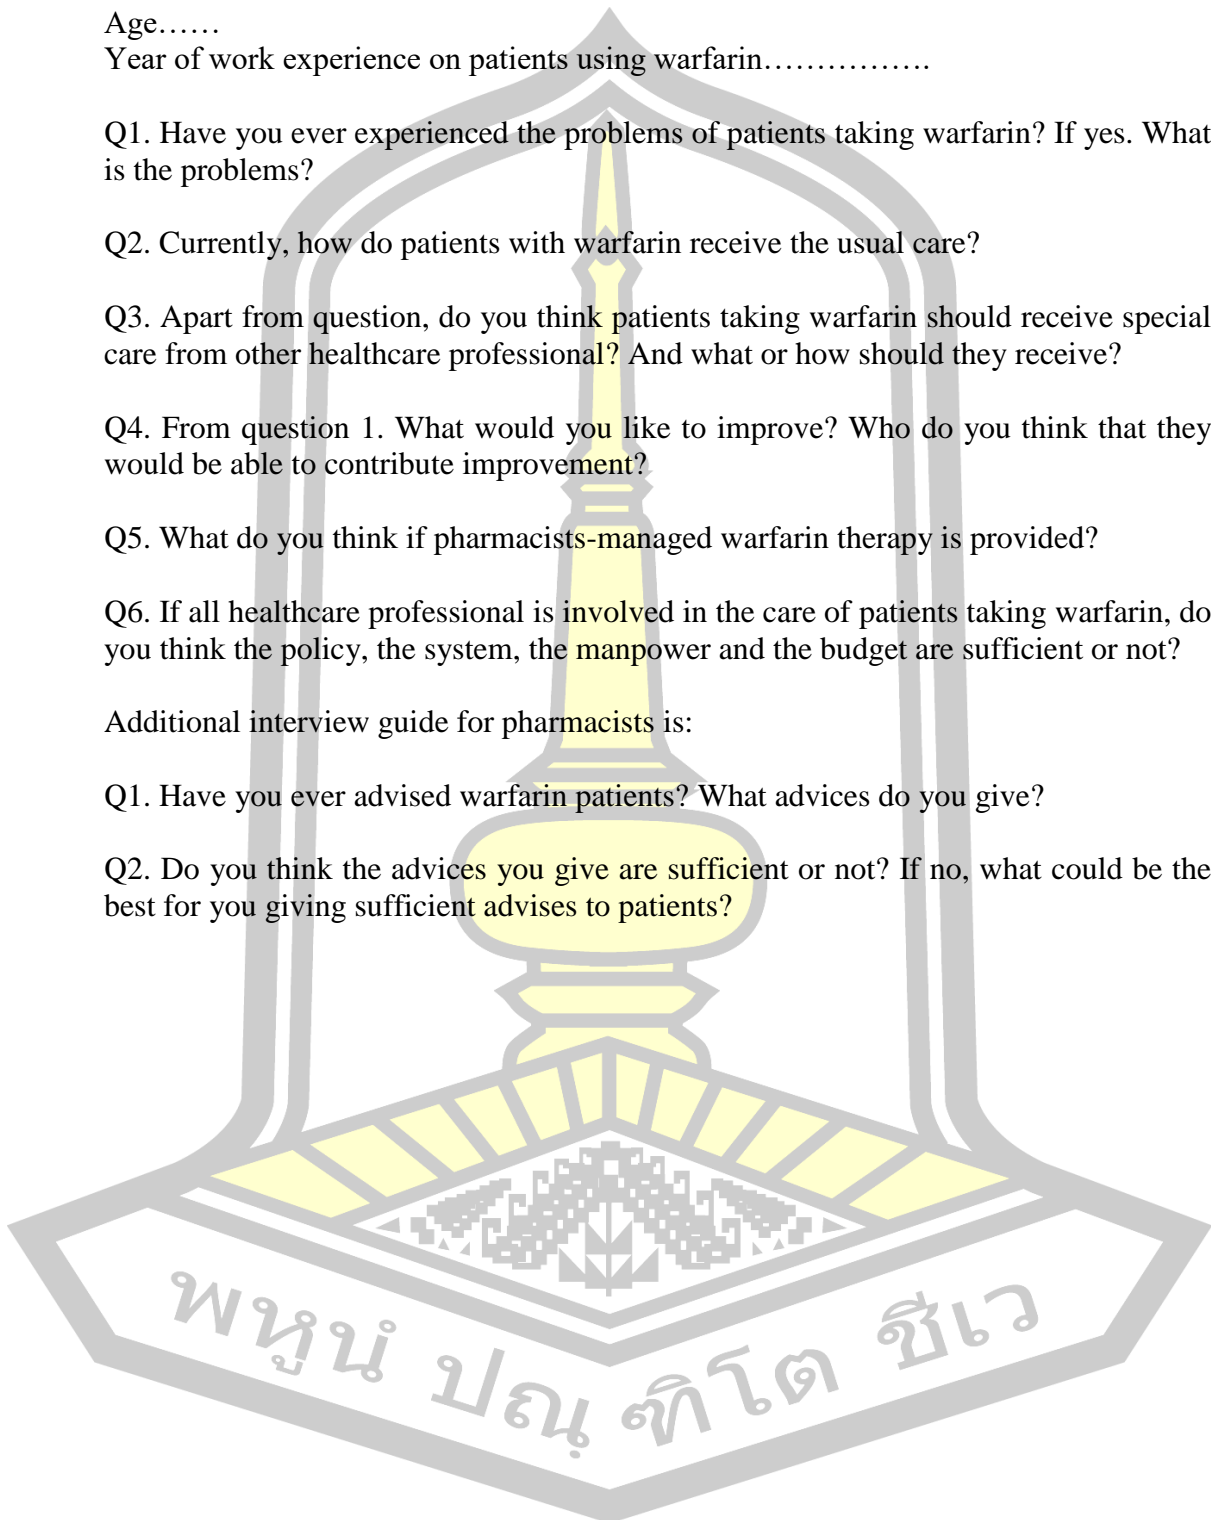 Age……
Year of work experience on patients using warfarin…………….
Q1. Have you ever experienced the problems of patients taking warfarin? If yes. What
is the problems?
Q2. Currently, how do patients with warfarin receive the usual care?
Q3. Apart from question, do you think patients taking warfarin should receive special
care from other healthcare professional? And what or how should they receive?
Q4. From question 1. What would you like to improve? Who do you think that they
would be able to contribute improvement?
Q5. What do you think if pharmacists-managed warfarin therapy is provided?
Q6. If all healthcare professional is involved in the care of patients taking warfarin, do
you think the policy, the system, the manpower and the budget are sufficient or not?
Additional interview guide for pharmacists is:
Q1. Have you ever advised warfarin patients? What advices do you give?
Q2. Do you think the advices you give are sufficient or not? If no, what could be the
best for you giving sufficient advises to patients?
พหูนํ ปณฺ ฑิโต ชีเว